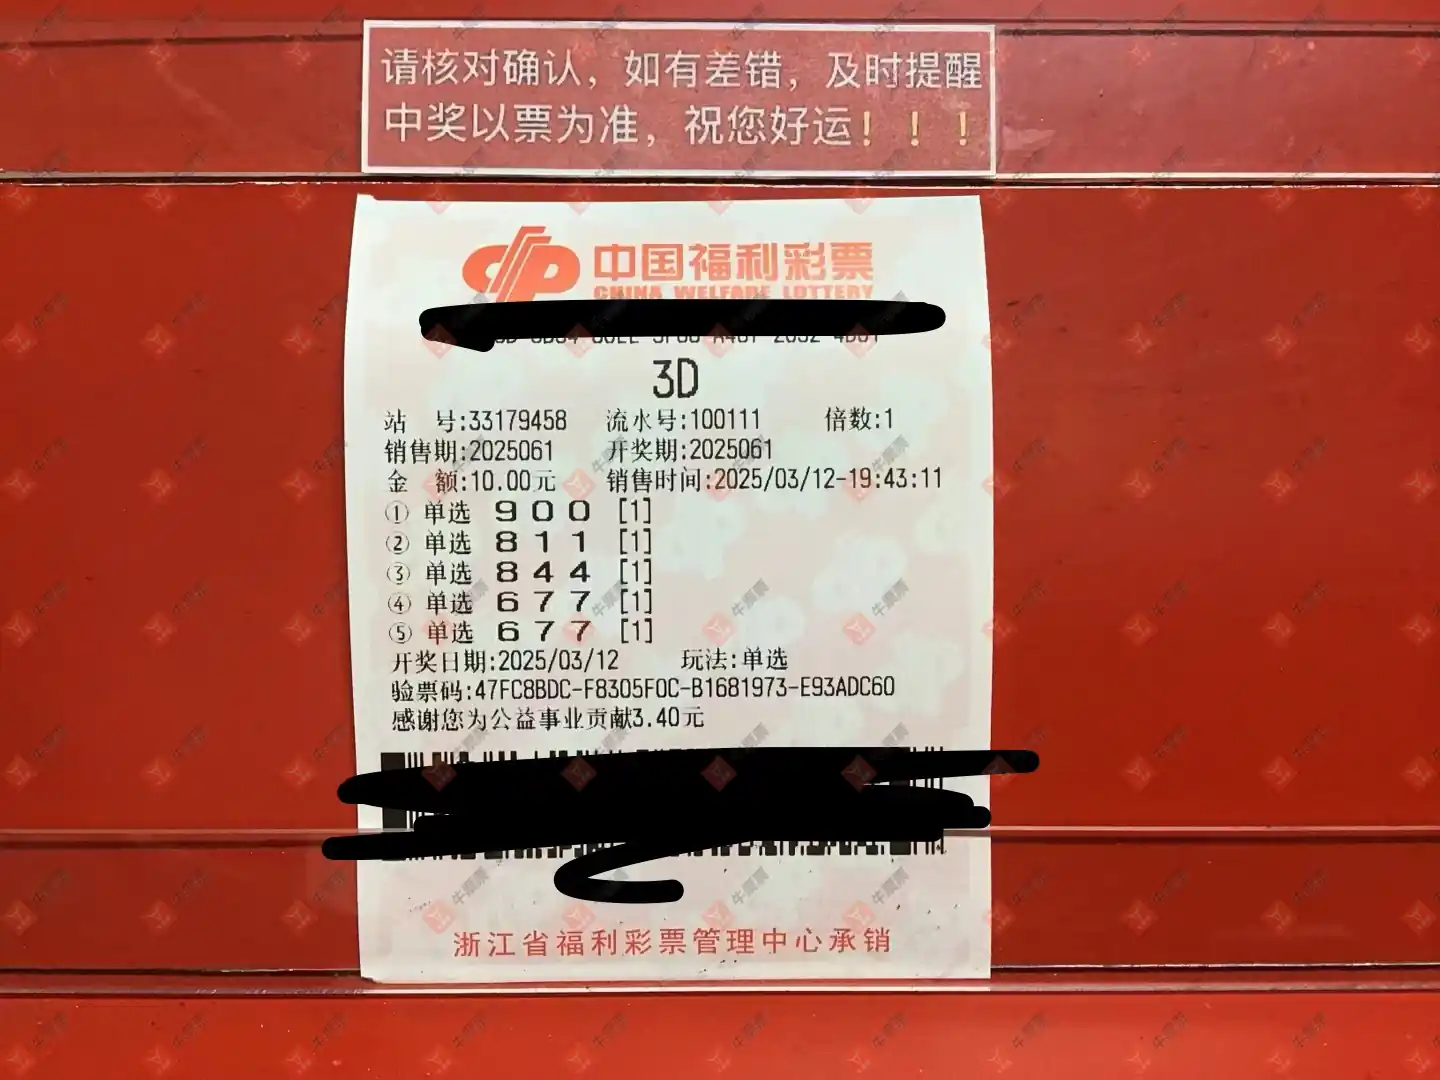 请核对确认，如有差错，及时提醒
中奖以票为准，祝您好运！！！
中国福利彩票
CHINA WELFARE LOTTERY
3D
站 号:33179458 流水号:100111 倍数:1
销售期:2025061 开奖期:2025061
金 额:10.00元 销售时间:2025/03/12-19:43:11
① 单选 9 0 0 [1]
② 单选 8 1 1 [1]
③ 单选 8 4 4 [1]
④ 单选 6 7 7 [1]
⑤ 单选 6 7 7 [1]
开奖日期:2025/03/12 玩法:单选
验票码:47FC8BDC-F8305F0C-B1681973-E93ADC60
感谢您为公益事业贡献3.40元
浙江省福利彩票管理中心承销